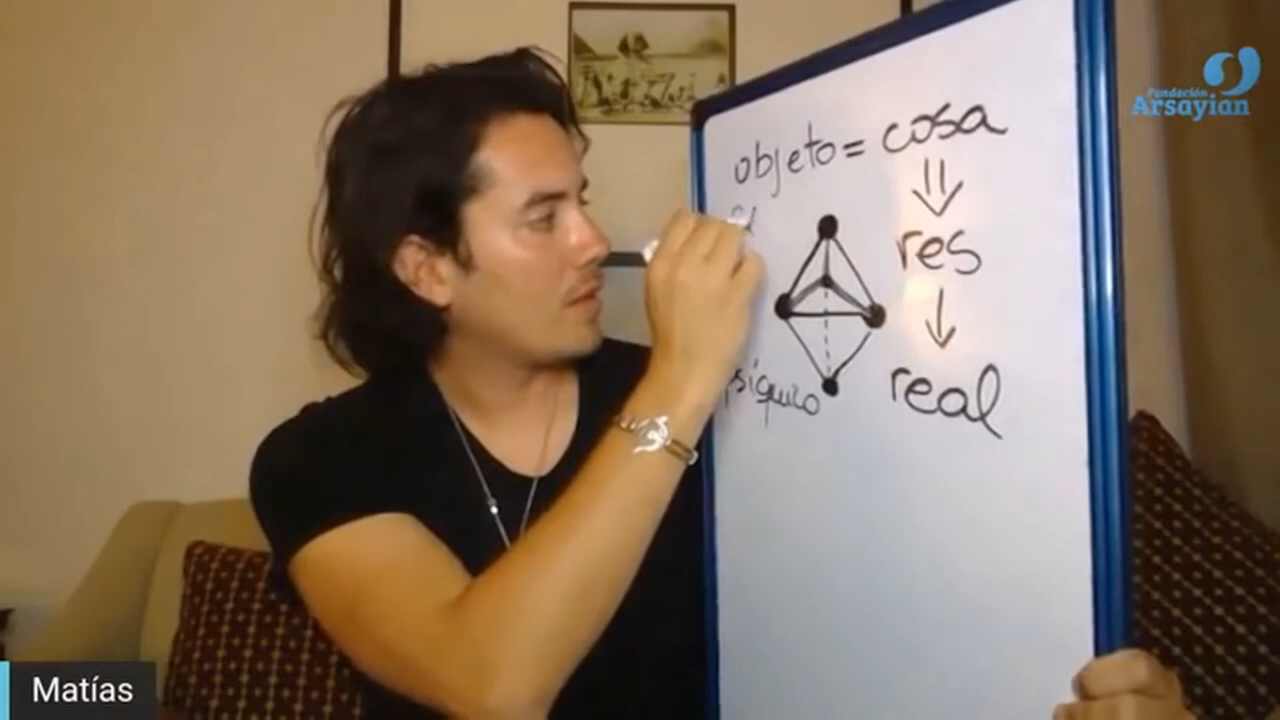 Fundación
Arsayian
objeto = cosa
res
real
psíquico
Matías